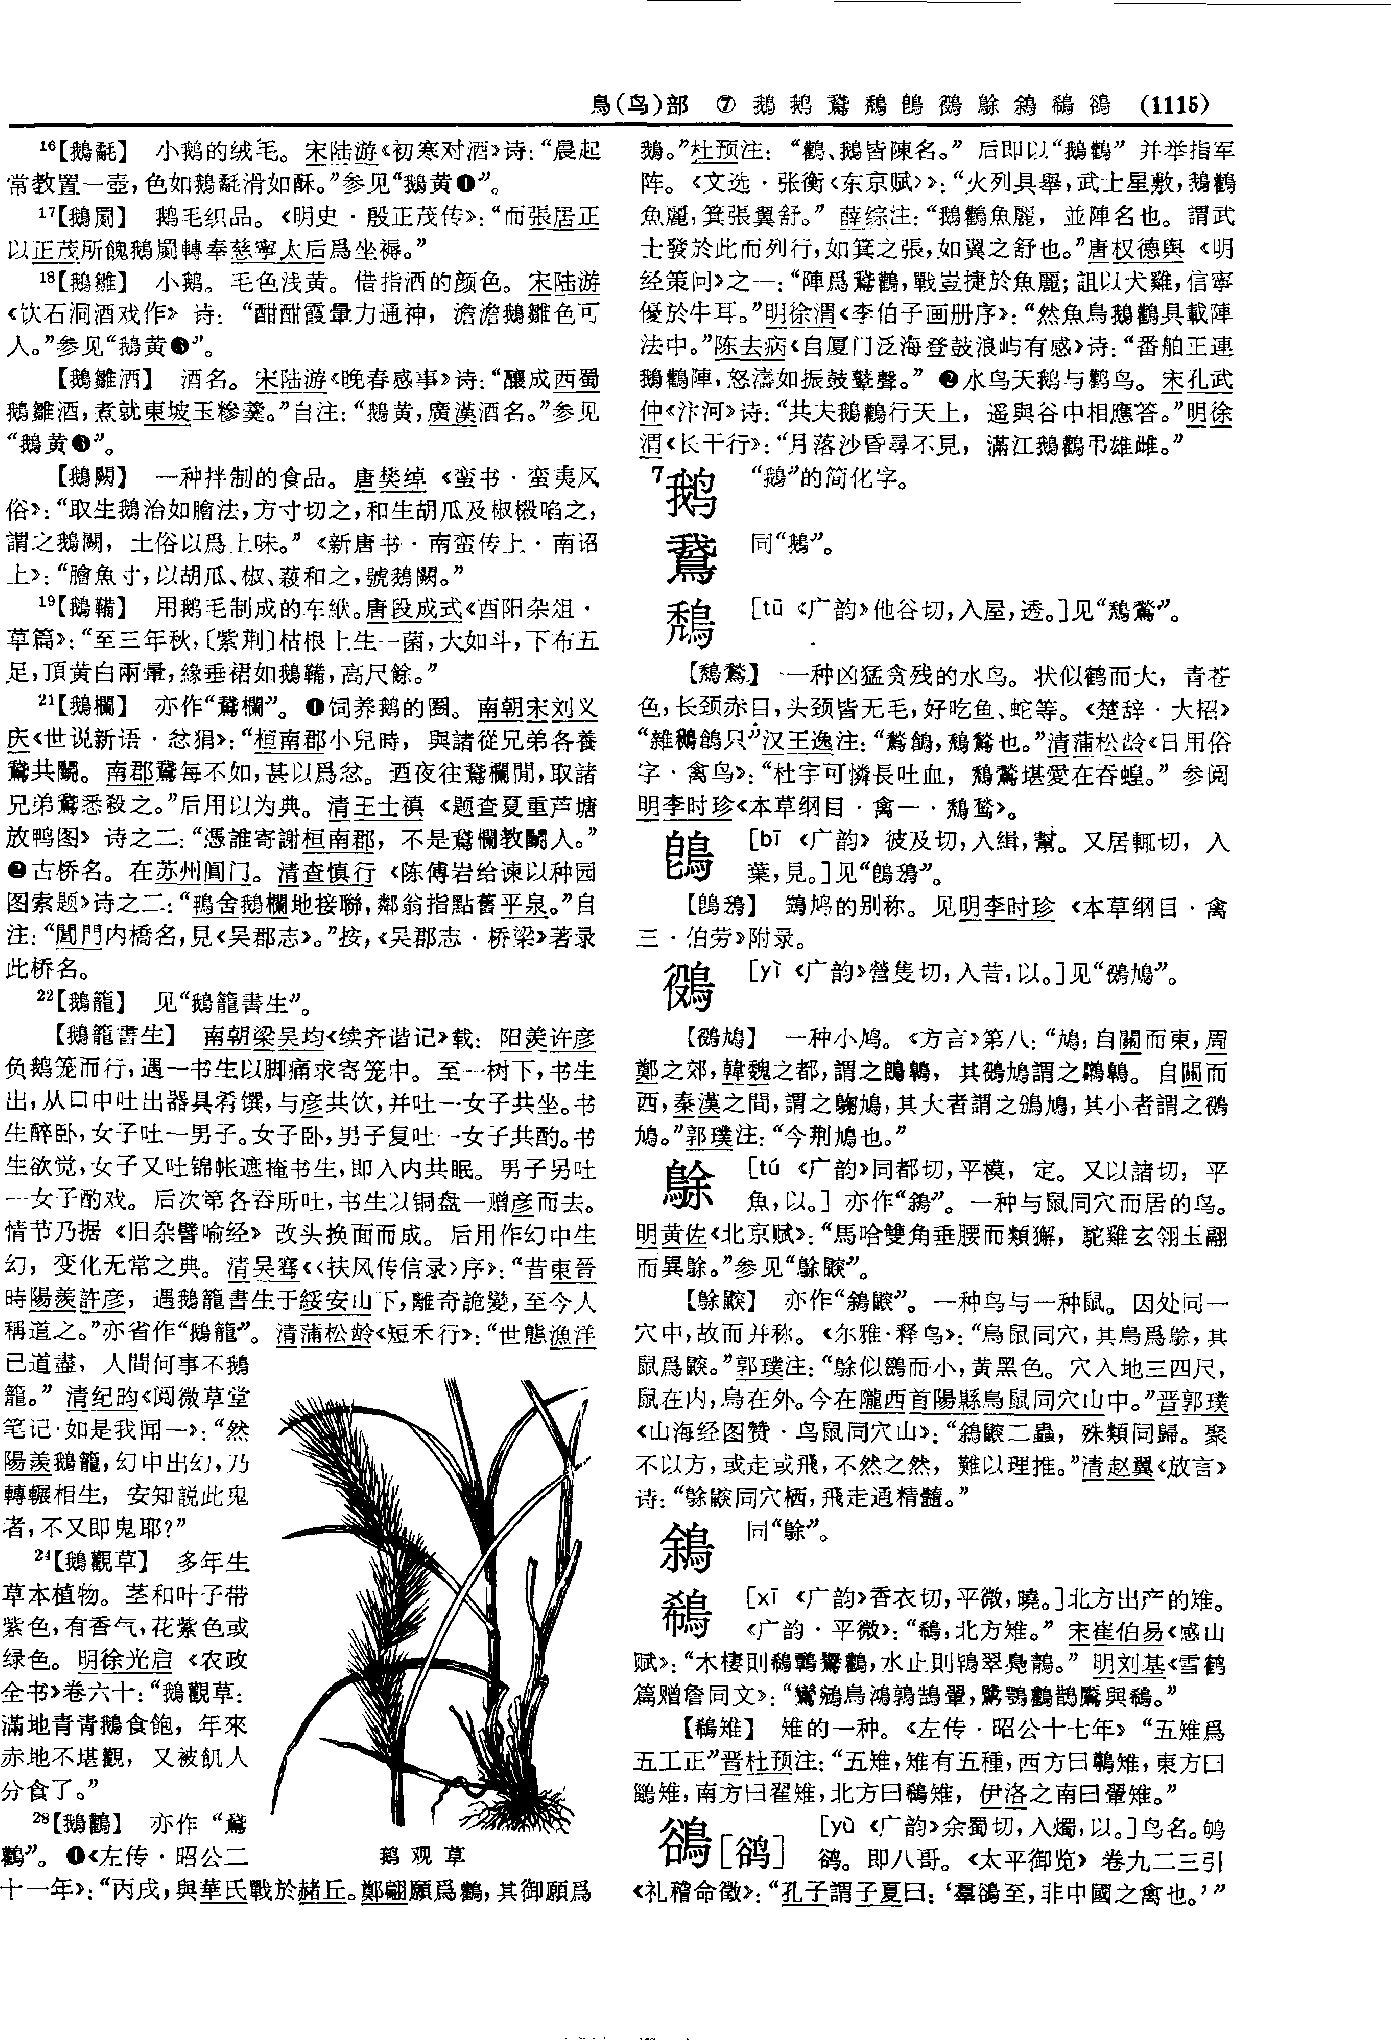 鳥(鸟)部 ⑦ 鵝 鹅 鵞 鵚 鵖 鵔 鵌 鵨 鵗 鵒 (1115)
¹⁶【鵝毻】 小鹅的绒毛。宋陆游《初寒对酒》诗:“晨起
常教置一壺,色如鵝毻滑如酥。”参见“鹅黄❶”。
¹⁷【鵝罽】 鹅毛织品。《明史·殷正茂传》:“而張居正
以正茂所餽鵝罽轉奉慈寧太后爲坐褥。”
¹⁸【鵝雛】 小鹅。毛色浅黄。借指酒的颜色。宋陆游
《饮石洞酒戏作》 诗: “酣酣霞暈力通神, 澹澹鵝雛色可
人。”参见“鹅黄❸”。
【鵝雛酒】 酒名。宋陆游《晚春感事》诗:“釀成西蜀
鵝雛酒,煮就東坡玉糝羹。”自注:“鵝黄,廣漢酒名。”参见
“鹅黄❸”。
【鵝闕】 一种拌制的食品。唐樊绰 《蛮书·蛮夷风
俗》:“取生鵝治如膾法,方寸切之,和生胡瓜及椒榝啗之,
謂之鵝闕, 土俗以爲上味。” 《新唐书·南蛮传上·南诏
上》:“膾魚寸,以胡瓜、椒、蔱和之,號鵝闕。”
¹⁹【鵝鞴】 用鹅毛制成的车紱。唐段成式《酉阳杂俎·
草篇》:“至三年秋,〔紫荆〕枯根上生一菌,大如斗,下布五
足,頂黄白兩暈,緣垂裙如鵝鞴,高尺餘。”
²¹【鵝欄】 亦作“鵞欄”。❶饲养鹅的圈。南朝宋刘义
庆《世说新语·忿狷》:“桓南郡小兒時, 與諸從兄弟各養
鵞共鬭。南郡鵞每不如,甚以爲忿。迺夜往鵞欄間,取諸
兄弟鵞悉殺之。”后用以为典。清王士禛 《题查夏重芦塘
放鸭图》 诗之二:“憑誰寄謝桓南郡, 不是鵞欄教鬭人。”
❷古桥名。在苏州阊门。清查慎行 《陈傅岩给谏以种园
图索题》诗之二:“鴨舍鵝欄地接聯,鄰翁指點舊平泉。”自
注:“閶門内橋名,見《吴郡志》。”按,《吴郡志·桥梁》著录
此桥名。
²²【鵝籠】 见“鵝籠書生”。
【鵝籠書生】 南朝梁吴均《续齐谐记》载: 阳羡许彦
负鹅笼而行,遇一书生以脚痛求寄笼中。至一树下,书生
出,从口中吐出器具肴馔,与彦共饮,并吐一女子共坐。书
生醉卧,女子吐一男子。女子卧,男子复吐一女子共酌。书
生欲觉,女子又吐锦帐遮掩书生,即入内共眠。男子另吐
一女子酌戏。后次第各吞所吐,书生以铜盘一赠彦而去。
情节乃据 《旧杂譬喻经》 改头换面而成。后用作幻中生
幻, 变化无常之典。清吴骞《〈扶风传信录〉序》:“昔東晉
時陽羨許彦, 遇鵝籠書生于綏安山下,離奇詭變,至今人
稱道之。”亦省作“鵝籠”。清蒲松龄《短禾行》:“世態漁洋
已道盡, 人間何事不鵝
籠。” 清纪昀《阅微草堂
笔记·如是我闻一》:“然
陽羨鵝籠,幻中出幻,乃
轉輾相生, 安知説此鬼
者,不又即鬼耶?”
²⁴【鵝觀草】 多年生
草本植物。茎和叶子带
紫色,有香气,花紫色或
绿色。明徐光启 《农政
全书》卷六十:“鵝觀草:
滿地青青鵝食飽, 年來
赤地不堪觀, 又被飢人
分食了。”
²⁸【鵝鸛】 亦作 “鵞
鸛”。❶《左传·昭公二
十一年》:“丙戌,與華氏戰於赭丘。鄭翩願爲鸛,其御願爲
鹅观草
鵝。”杜预注: “鸛、鵝皆陳名。” 后即以“鵝鸛” 并举指军
阵。《文选·张衡〈东京赋〉》:“火列具舉,武士星敷,鵝鸛
魚麗,箕張翼舒。” 薛综注:“鵝鸛魚麗, 並陣名也。謂武
士發於此而列行,如箕之張,如翼之舒也。”唐权德舆 《明
经策问》之一:“陣爲鵞鸛,戰豈捷於魚麗; 詛以犬雞,信寧
優於牛耳。”明徐渭《李伯子画册序》:“然魚鳥鵝鸛具載陣
法中。”陈去病《自厦门泛海登鼓浪屿有感》诗:“番舶正連
鵝鸛陣,怒濤如振鼓鼙聲。” ❷水鸟天鹅与鹳鸟。宋孔武
仲《汴河》诗:“共夫鵝鸛行天上, 遥與谷中相應答。”明徐
渭《长干行》:“月落沙昏尋不見, 滿江鵝鸛弔雄雌。”
⁷鹅 “鵝”的简化字。
鵞 同“鵝”。
鵚 [tū 《广韵》他谷切,入屋,透。]见“鵚鶖”。
【鵚鶖】 一种凶猛贪残的水鸟。状似鹤而大, 青苍
色,长颈赤目,头颈皆无毛,好吃鱼、蛇等。《楚辞·大招》
“鵹鶬鴿只”汉王逸注:“鶖鴿,鵚鶖也。”清蒲松龄《日用俗
字·禽鸟》:“杜宇可憐長吐血, 鵚鶖堪愛在吞蝗。” 参阅
明李时珍《本草纲目·禽一·鵚鹙》。
鵖 [bī 《广韵》 彼及切,入緝,幫。又居輒切, 入
葉,見。]见“鵖鴔”。
【鵖鴔】 鵶鳩的别称。见明李时珍 《本草纲目·禽
三·伯劳》附录。
鵔 [yì 《广韵》營隻切,入昔,以。]见“鵔鳩”。
【鵔鳩】 一种小鸠。《方言》第八:“鳩,自關而東,周
鄭之郊,韓魏之都,謂之鵖鷱, 其鵔鳩謂之鸊鷱。自關而
西,秦漢之間,謂之鵴鳩,其大者謂之鳻鳩,其小者謂之鵔
鳩。”郭璞注:“今荆鳩也。”
鵌 [tú 《广韵》同都切,平模, 定。又以諸切, 平
魚,以。] 亦作“鵨”。一种与鼠同穴而居的鸟。
明黄佐《北京赋》:“馬哈雙角垂腰而類獬, 駝雞玄翎玉翮
而異鵌。”参见“鵌鼵”。
【鵌鼵】 亦作“鵨鼵”。一种鸟与一种鼠。因处同一
穴中,故而并称。《尔雅·释鸟》:“鳥鼠同穴,其鳥爲鵌,其
鼠爲鼵。”郭璞注:“鵌似鵽而小,黄黑色。穴入地三四尺,
鼠在内,鳥在外。今在隴西首陽縣鳥鼠同穴山中。”晋郭璞
《山海经图赞·鸟鼠同穴山》:“鵨鼵二蟲, 殊類同歸。聚
不以方,或走或飛,不然之然, 難以理推。”清赵翼《放言》
诗:“鵌鼵同穴栖,飛走通精髓。”
鵨 同“鵌”。
鵗 [xī 《广韵》香衣切,平微,曉。]北方出产的雉。
《广韵·平微》:“鵗,北方雉。” 宋崔伯易《感山
赋》:“木棲則鵗鷷鸒鸛,水止則鴇翠鳧鶄。” 明刘基《雪鹤
篇赠詹同文》:“鸞鵷鳥鴻鶉鵠翬,鷺鶚鸛鵲鷖與鵗。”
【鵗雉】 雉的一种。《左传·昭公十七年》 “五雉爲
五工正”晋杜预注:“五雉,雉有五種,西方曰鷷雉,東方曰
鶅雉,南方曰翟雉,北方曰鵗雉, 伊洛之南曰翬雉。”
鵒[鹆] [yù 《广韵》余蜀切,入燭,以。]鸟名。鸲
鹆。即八哥。《太平御览》 卷九二三引
《礼稽命徵》:“孔子謂子夏曰:‘羣鵒至,非中國之禽也。’”